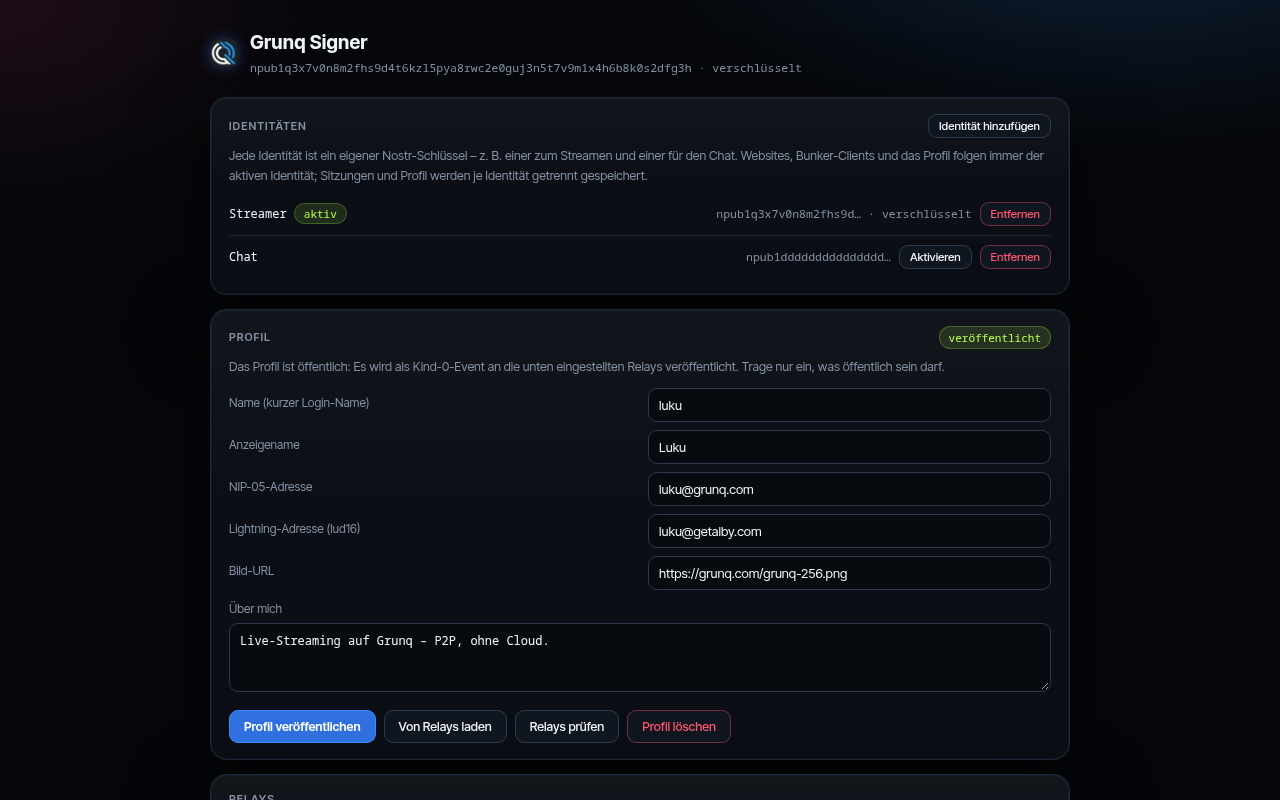 Grunq Signer
npub1q3x7v0n8m2fhs9d4t6kzl5pya8rwc2e0guj3n5t7v9m1x4h6b8k0s2dfg3h · verschlüsselt
IDENTITÄTEN
Identität hinzufügen
Jede Identität ist ein eigener Nostr-Schlüssel – z. B. einer zum Streamen und einer für den Chat. Websites, Bunker-Clients und das Profil folgen immer der
aktiven Identität; Sitzungen und Profil werden je Identität getrennt gespeichert.
Streamer aktiv npub1q3x7v0n8m2fhs9d… · verschlüsselt Entfernen
Chat npub1ddddddddddddddd… Aktivieren Entfernen
PROFIL
veröffentlicht
Das Profil ist öffentlich: Es wird als Kind-0-Event an die unten eingestellten Relays veröffentlicht. Trage nur ein, was öffentlich sein darf.
Name (kurzer Login-Name) luku
Anzeigename Luku
NIP-05-Adresse luku@grunq.com
Lightning-Adresse (lud16) luku@getalby.com
Bild-URL https://grunq.com/grunq-256.png
Über mich
Live-Streaming auf Grunq – P2P, ohne Cloud.
Profil veröffentlichen Von Relays laden Relays prüfen Profil löschen
RELAYS